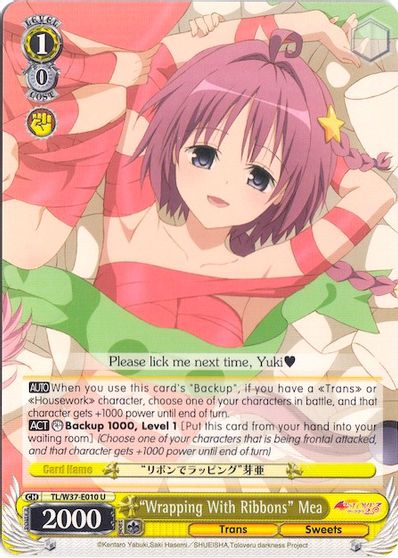 LEVEL
1
0
COST
Please lick me next time, Yuki♥
AUTO When you use this card's "Backup", if you have a «Trans» or
«Housework» character, choose one of your characters in battle, and that
character gets +1000 power until end of turn.
ACT Backup 1000, Level 1 [Put this card from your hand into your
waiting room] (Choose one of your characters that is being frontal attacked,
and that character gets +1000 power until end of turn)
Card Name
"リボンでラッピング"芽亜
CH
TL/W37-E010 U
"Wrapping With Ribbons" Mea
2000
Trans
Sweets
©Kentaro Yabuki,Saki Hasemi／SHUEISHA,Toloveru darkness Project